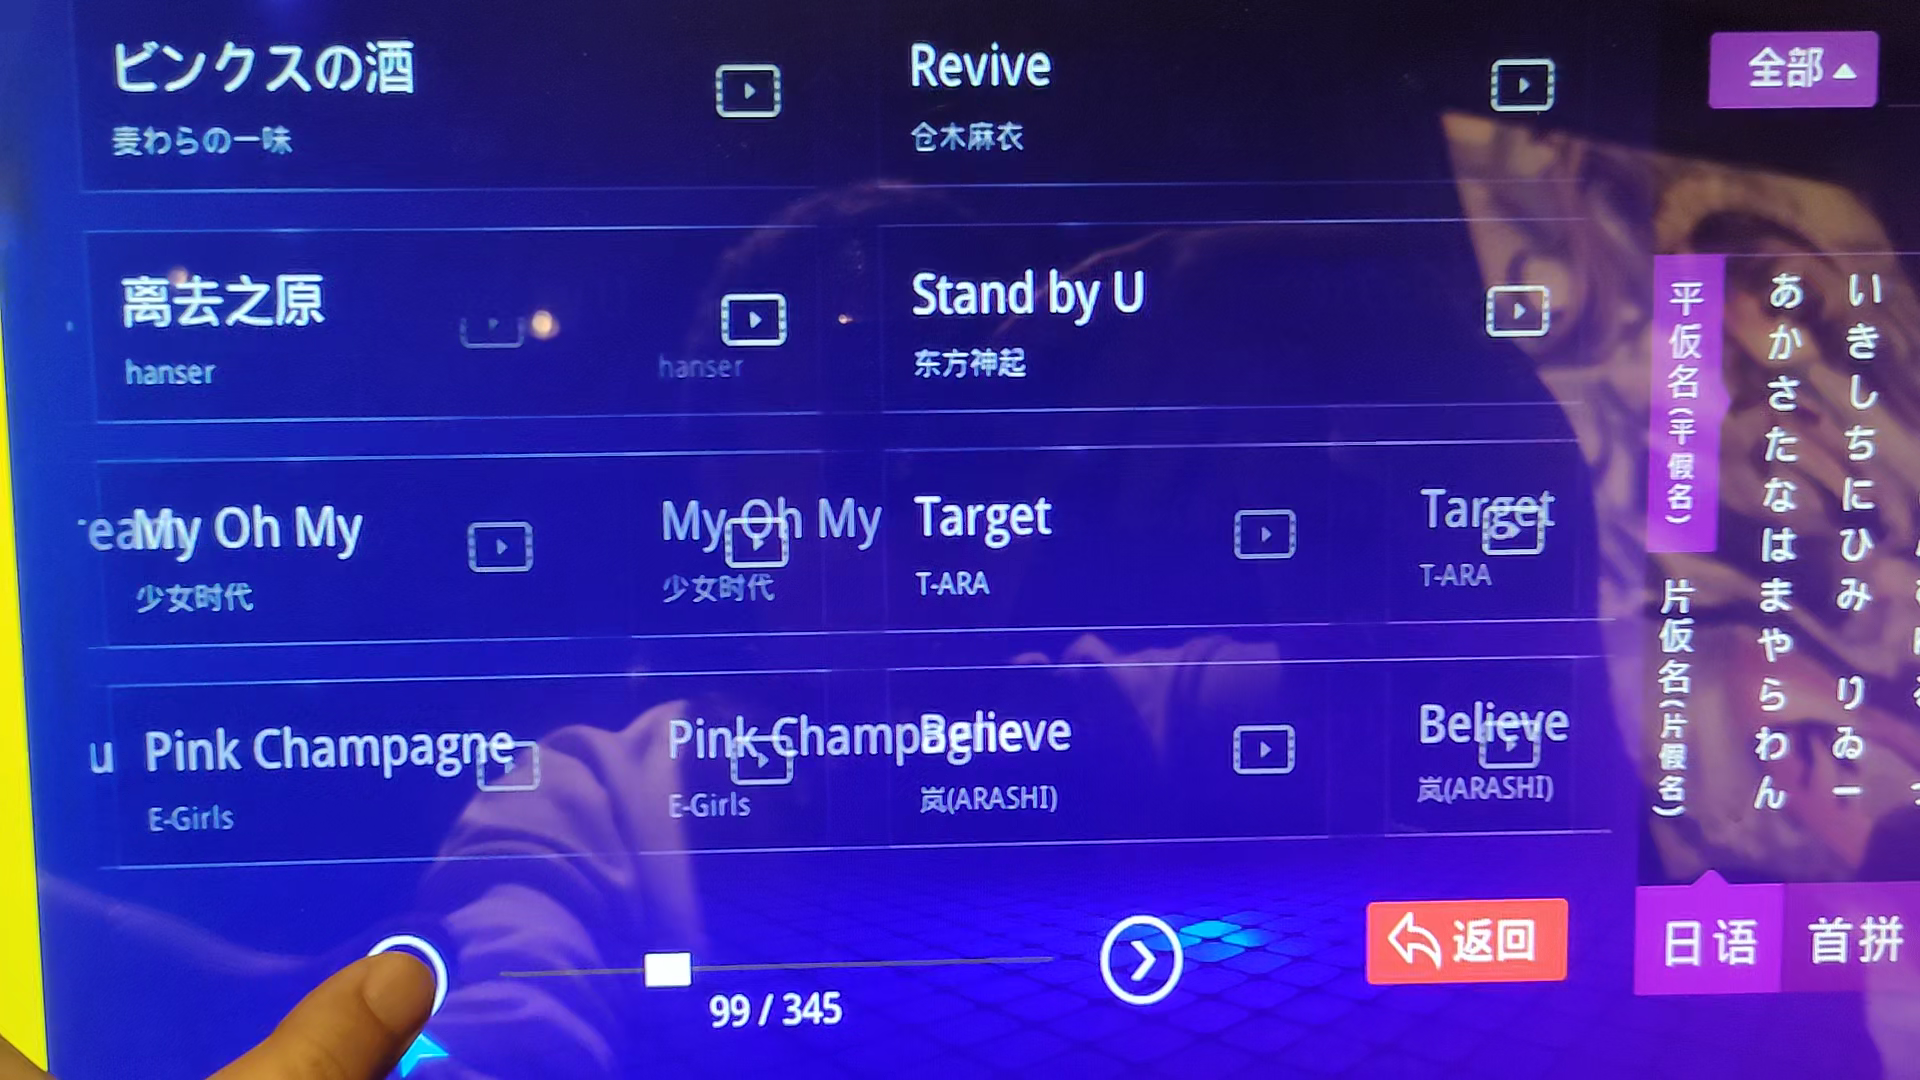 ビンクスの酒
麦わらの一味
Revive
仓木麻衣
全部
离去之原
hanser
hanser
Stand by U
东方神起
My Oh My
少女时代
My Oh My
少女时代
Target
T-ARA
Target
T-ARA
u
Pink Champagne
E-Girls
Pink Champagne
E-Girls
Believe
岚(ARASHI)
Believe
岚(ARASHI)
99 / 345
返回
平仮名(平假名)
片仮名(片假名)
あかさたなはまやらわん
いきしちにひみ りゐー
日语
首拼